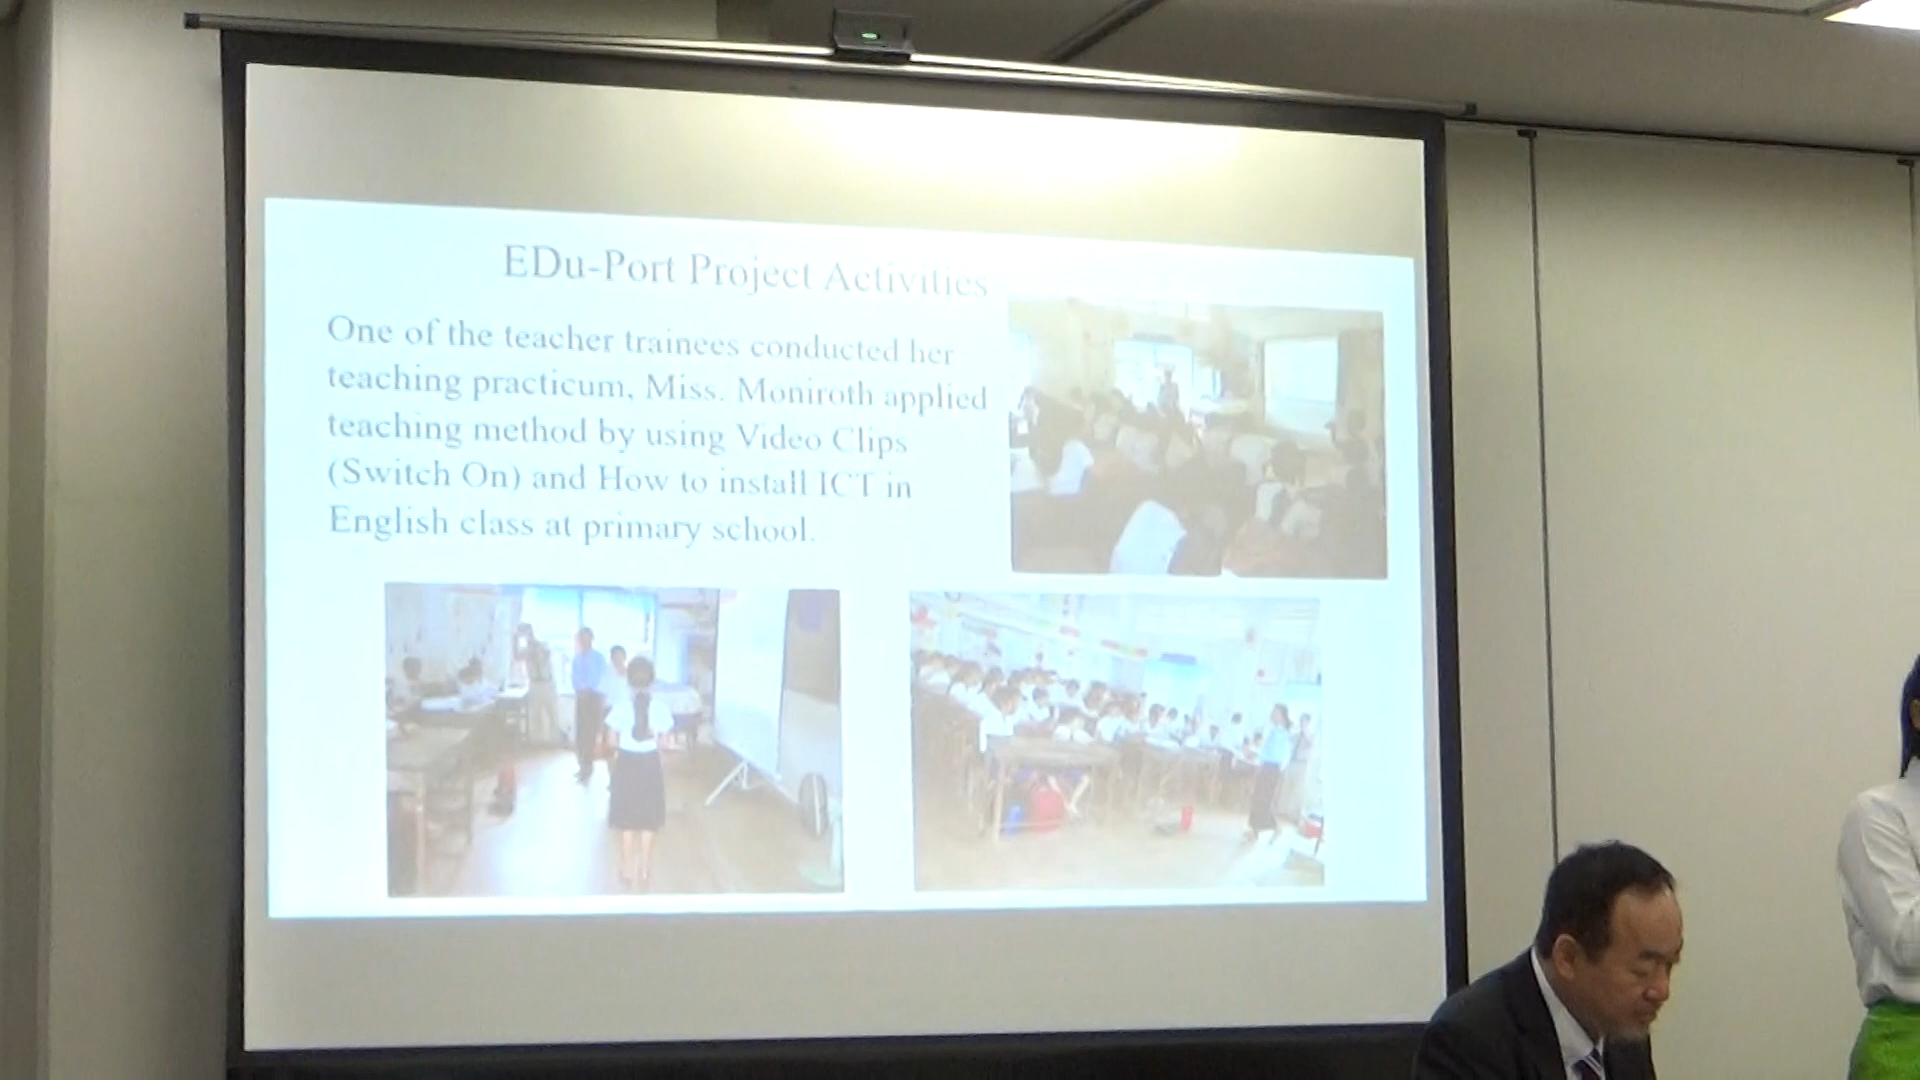 EDu-Port Project Activities
One of the teacher trainees conducted her
teaching practicum, Miss. Moniroth applied
teaching method by using Video Clips
(Switch On) and How to install ICT in
English class at primary school.